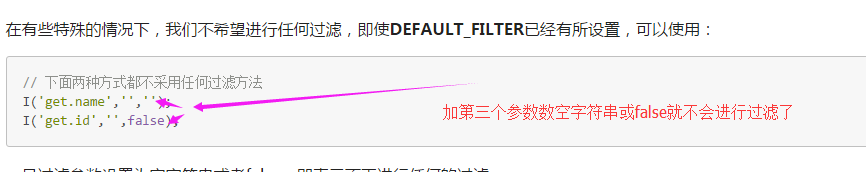 在有些特殊的情况下，我们不希望进行任何过滤，即使DEFAULT_FILTER已经有所设置，可以使用：
// 下面两种方式都不采用任何过滤方法
I('get.name','','');
I('get.id','',false);
加第三个参数数空字符串或false就不会进行过滤了